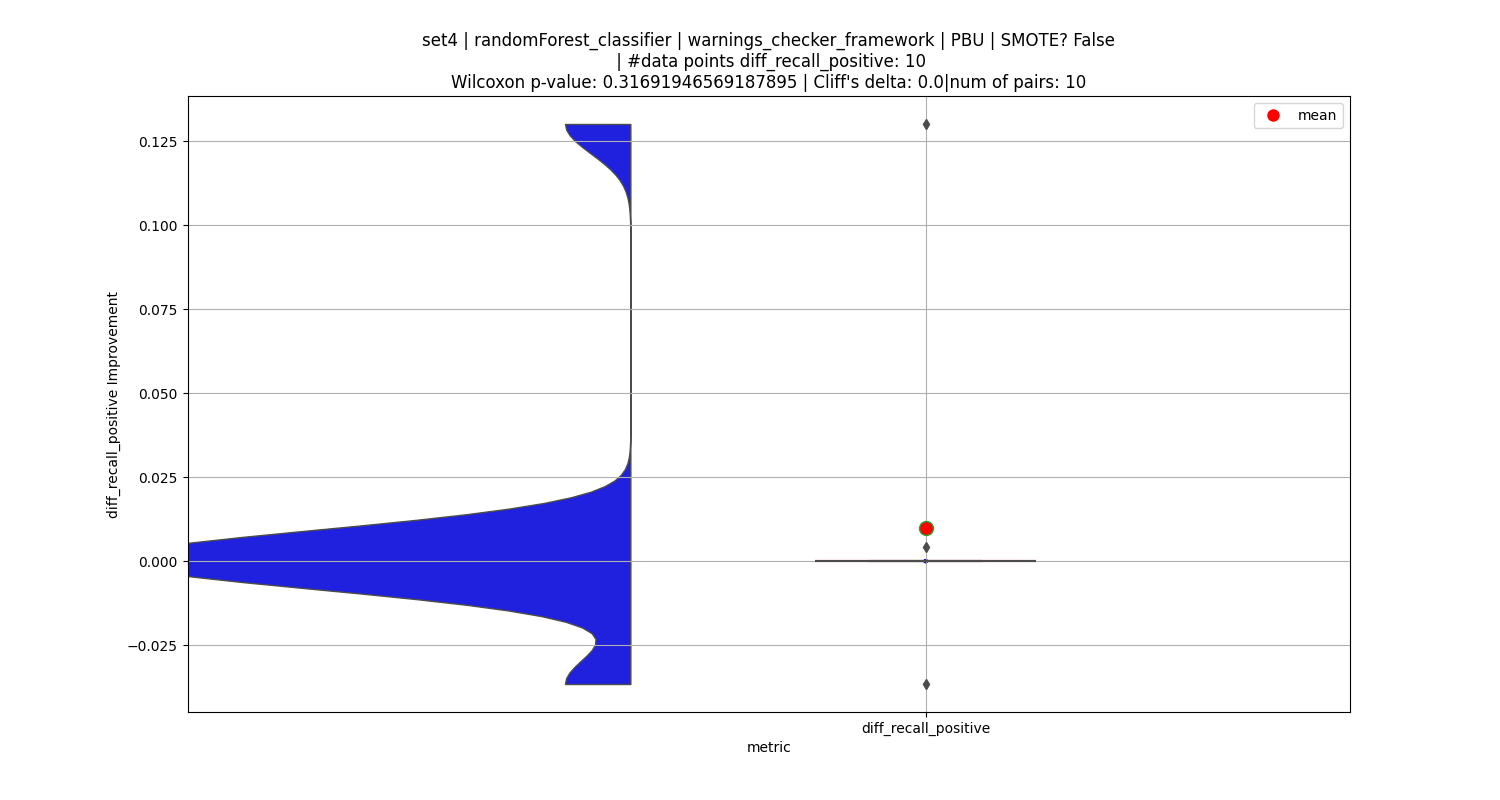 set4 | randomForest_classifier | warnings_checker_framework | PBU | SMOTE? False
| #data points diff_recall_positive: 10
Wilcoxon p-value: 0.31691946569187895 | Cliff's delta: 0.0|num of pairs: 10
mean
0.125
0.100
0.075
0.050
0.025
0.000
−0.025
diff_recall_positive Improvement
diff_recall_positive
metric